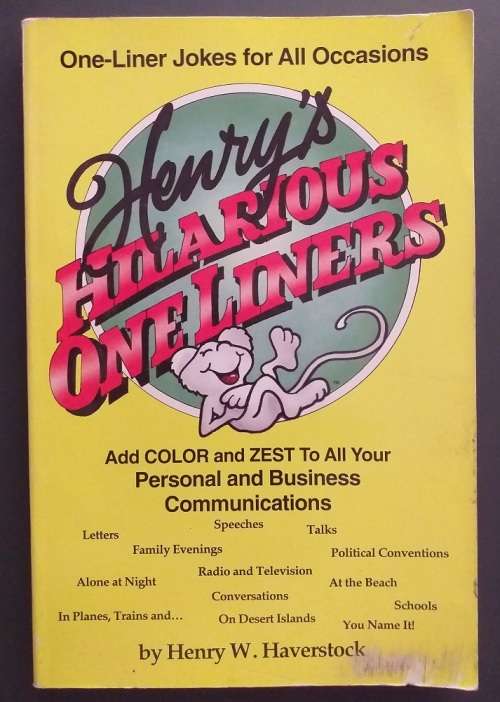 One-Liner Jokes for All Occasions
Henry's
HILARIOUS
ONE LINERS
Add COLOR and ZEST To All Your
Personal and Business
Communications
Speeches
Letters
Talks
Family Evenings
Political Conventions
Radio and Television
Alone at Night
At the Beach
Conversations
Schools
In Planes, Trains and...
On Desert Islands
You Name It!
by Henry W. Haverstock